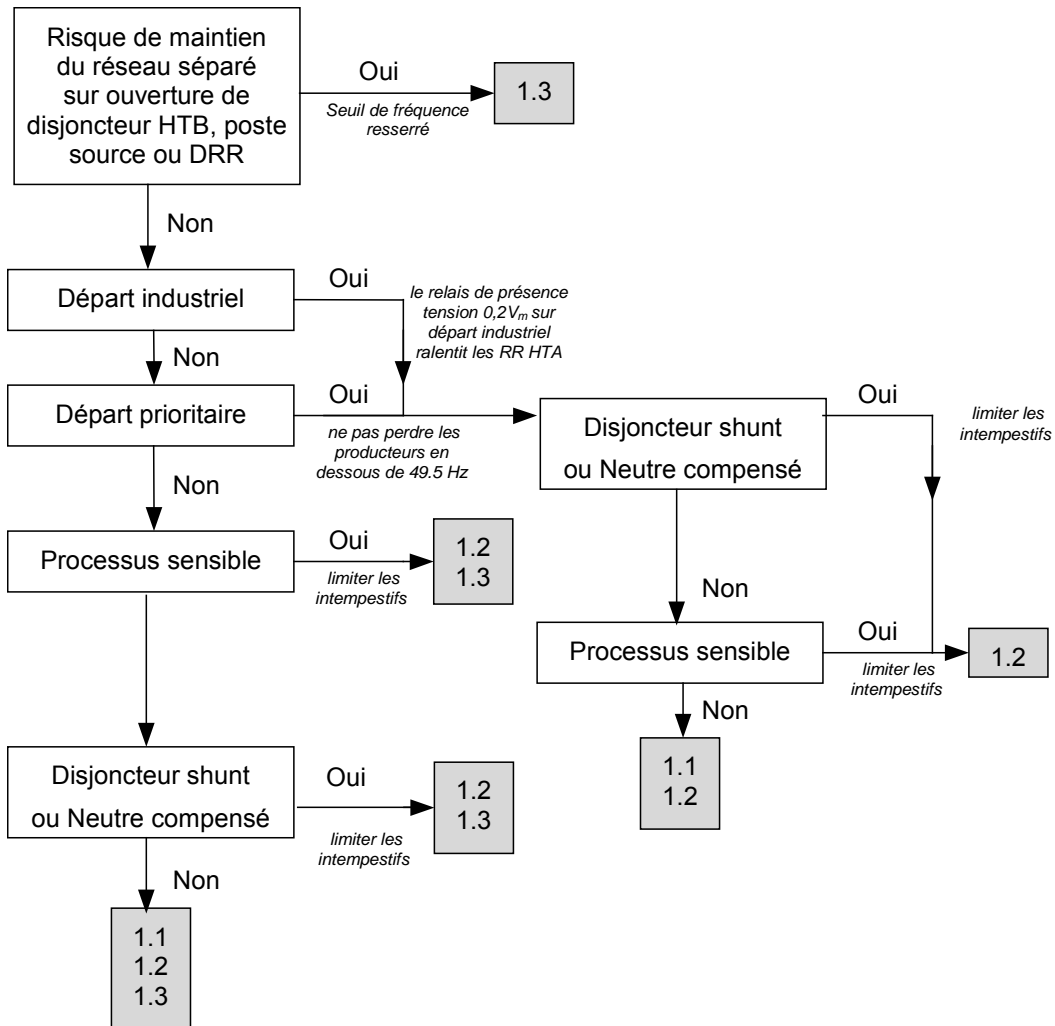 Risque de maintien
du réseau séparé
sur ouverture de
disjoncteur HTB, poste
source ou DRR
Oui
Seuil de fréquence
resserré
1.3
Non
Départ industriel
Oui
le relais de présence
tension 0,2Vm sur
départ industriel
ralentit les RR HTA
Non
Départ prioritaire
Oui
ne pas perdre les
producteurs en
dessous de 49.5 Hz
Disjoncteur shunt
ou Neutre compensé
Oui
limiter les
intempestifs
Non
Processus sensible
Oui
limiter les
intempestifs
1.2
1.3
Non
Processus sensible
Oui
limiter les
intempestifs
1.2
Non
1.1
1.2
Disjoncteur shunt
ou Neutre compensé
Oui
limiter les
intempestifs
1.2
1.3
Non
1.1
1.2
1.3